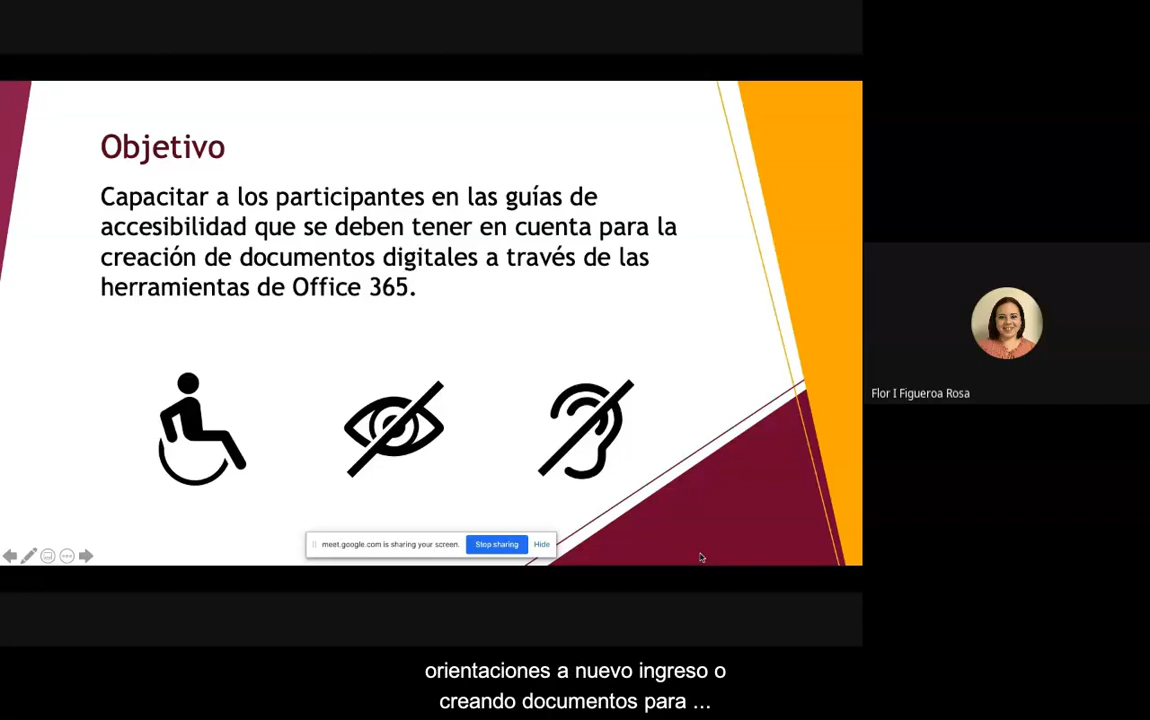 Objetivo
Capacitar a los participantes en las guías de
accesibilidad que se deben tener en cuenta para la
creación de documentos digitales a través de las
herramientas de Office 365.
meet.google.com is sharing your screen. Stop sharing Hide
Flor I Figueroa Rosa
orientaciones a nuevo ingreso o
creando documentos para ...